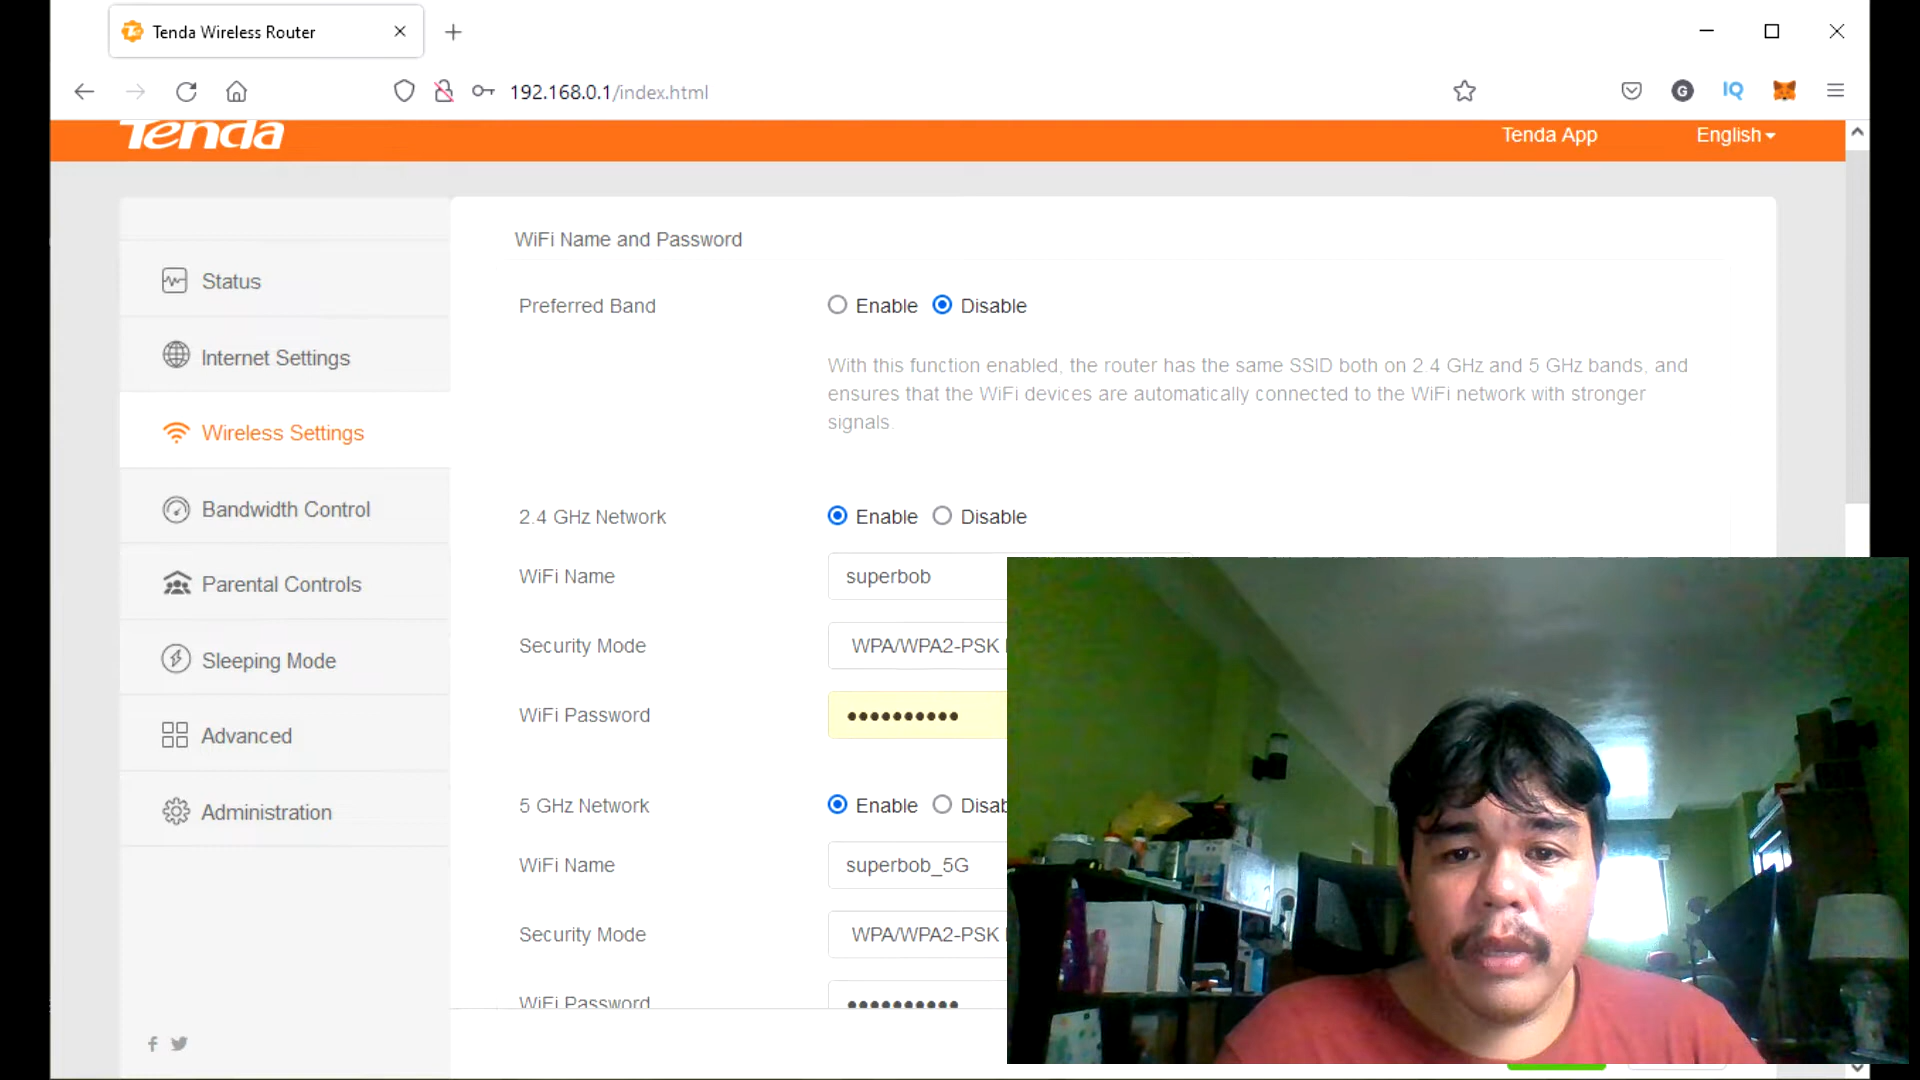 Tenda Wireless Router
192.168.0.1/index.html
G
IQ
Tenda
Tenda App
English
Status
Internet Settings
Wireless Settings
Bandwidth Control
Parental Controls
Sleeping Mode
Advanced
Administration
WiFi Name and Password
Preferred Band
Enable
Disable
With this function enabled, the router has the same SSID both on 2.4 GHz and 5 GHz bands, and
ensures that the WiFi devices are automatically connected to the WiFi network with stronger
signals.
2.4 GHz Network
Enable
Disable
WiFi Name
superbob
Security Mode
WPA/WPA2-PSK
WiFi Password
••••••••••
5 GHz Network
Enable
Disab
WiFi Name
superbob_5G
Security Mode
WPA/WPA2-PSK
WiFi Password
••••••••••